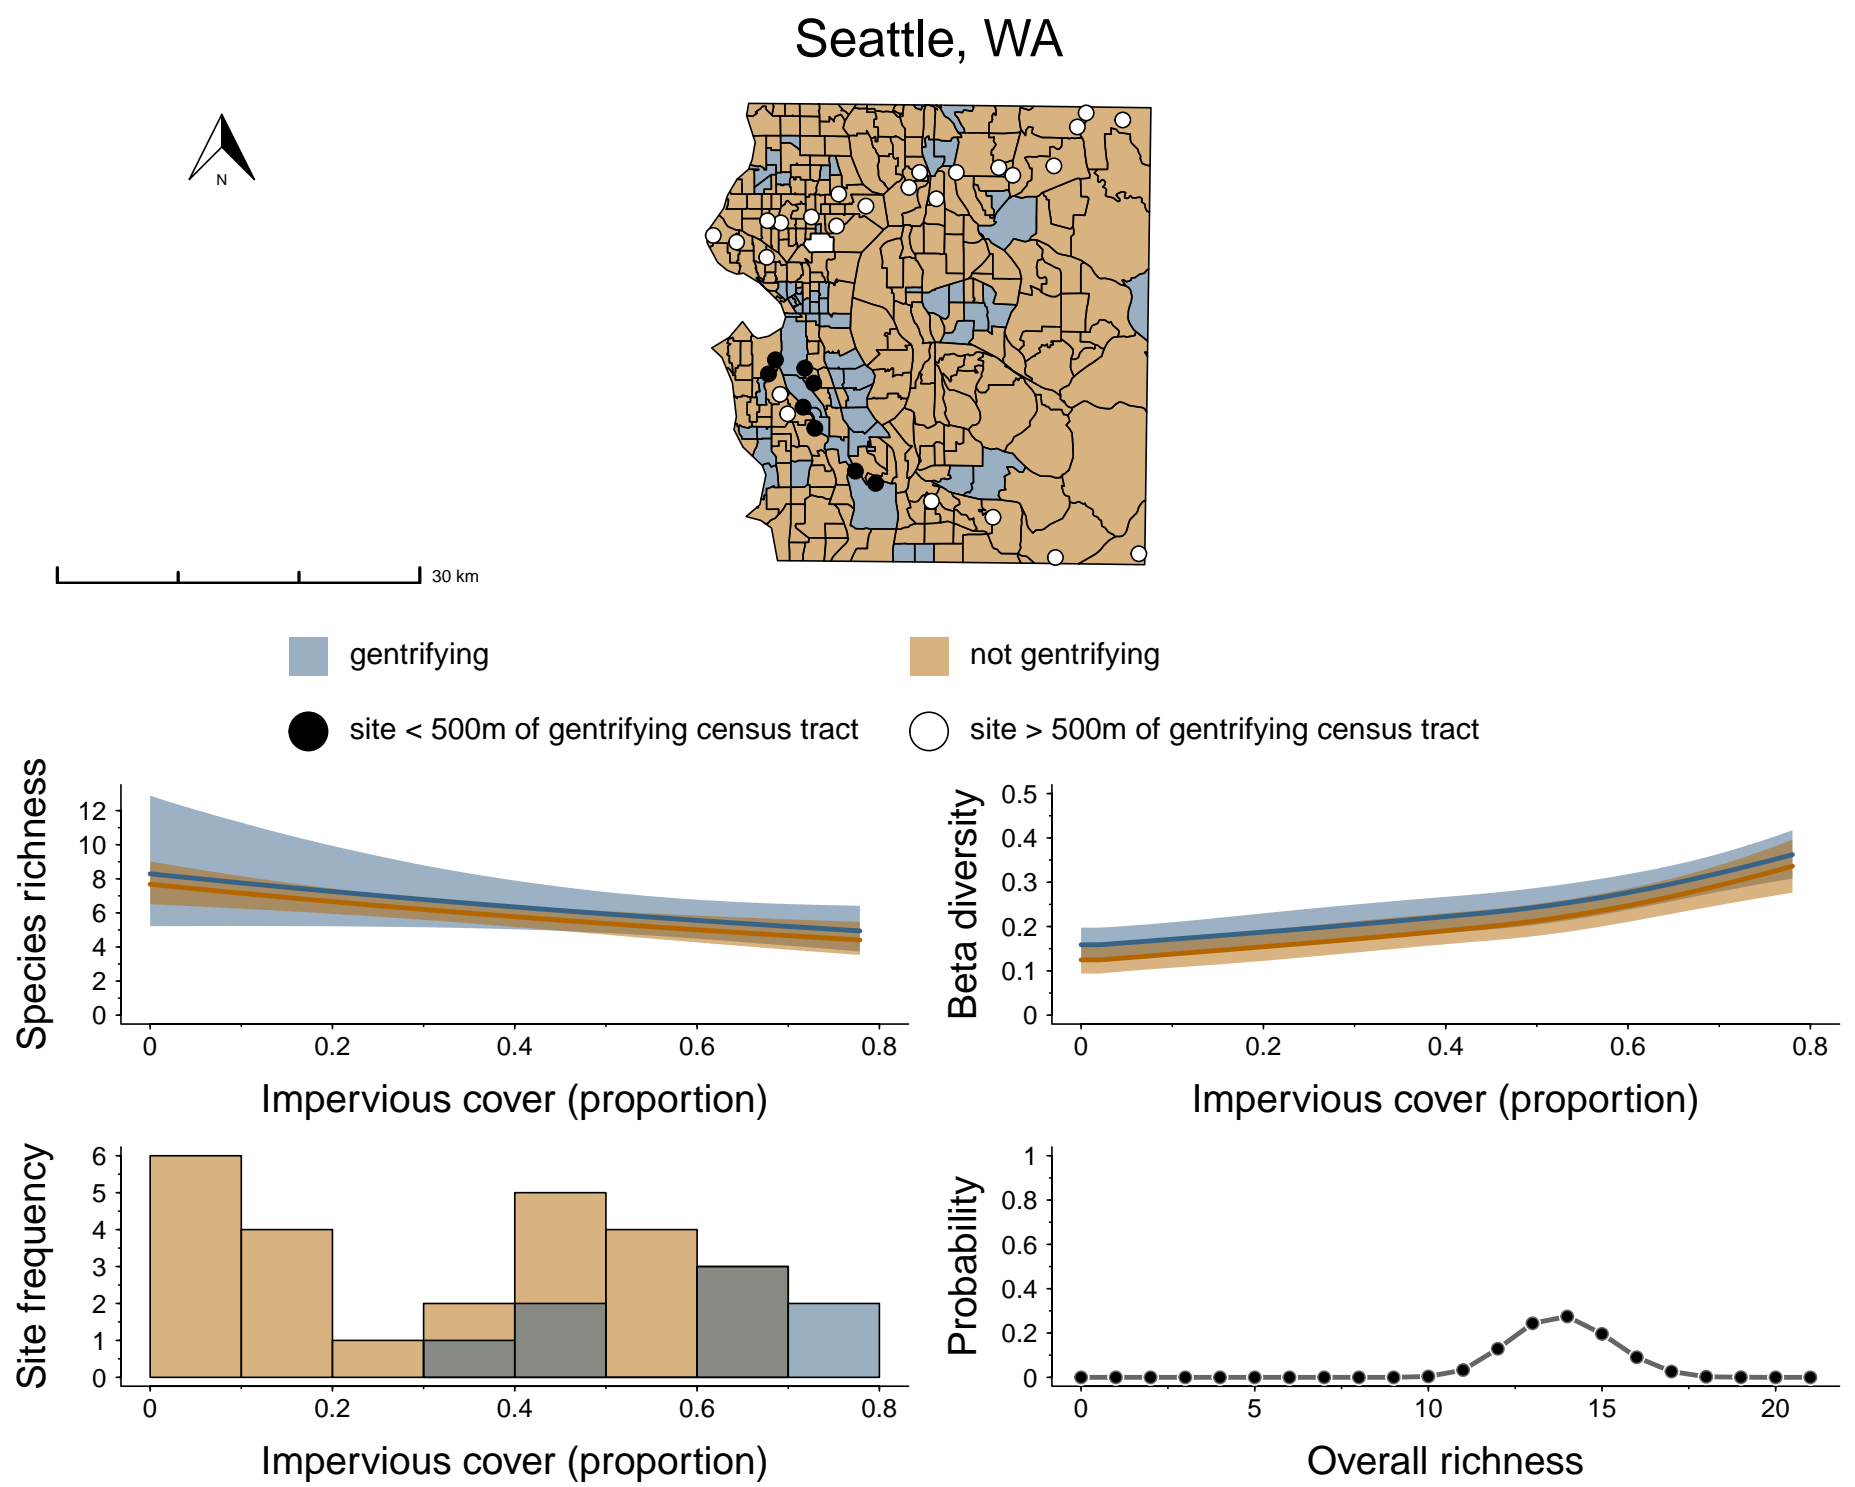 Seattle, WA
N
30 km
gentrifying
not gentrifying
site < 500m of gentrifying census tract
site > 500m of gentrifying census tract
Species richness
12
10
8
6
4
2
0
0 0.2 0.4 0.6 0.8
Impervious cover (proportion)
Beta diversity
0.5
0.4
0.3
0.2
0.1
0
0 0.2 0.4 0.6 0.8
Impervious cover (proportion)
Site frequency
6
5
4
3
2
1
0
0 0.2 0.4 0.6 0.8
Impervious cover (proportion)
Probability
1
0.8
0.6
0.4
0.2
0
0 5 10 15 20
Overall richness